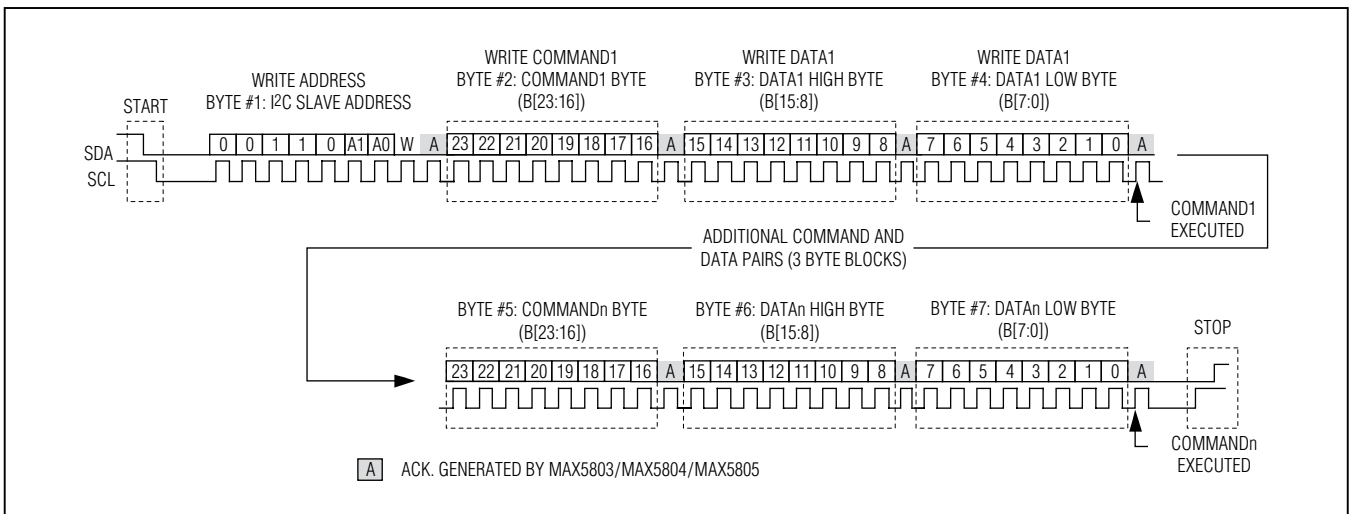 WRITE ADDRESS
BYTE #1: I²C SLAVE ADDRESS
WRITE COMMAND1
BYTE #2: COMMAND1 BYTE
(B[23:16])
WRITE DATA1
BYTE #3: DATA1 HIGH BYTE
(B[15:8])
WRITE DATA1
BYTE #4: DATA1 LOW BYTE
(B[7:0])
START
SDA
0 0 1 1 0 A1 A0 W A 23 22 21 20 19 18 17 16 A 15 14 13 12 11 10 9 8 A 7 6 5 4 3 2 1 0 A
SCL
COMMAND1
EXECUTED
ADDITIONAL COMMAND AND
DATA PAIRS (3 BYTE BLOCKS)
BYTE #5: COMMANDn BYTE
(B[23:16])
BYTE #6: DATAn HIGH BYTE
(B[15:8])
BYTE #7: DATAn LOW BYTE
(B[7:0])
STOP
23 22 21 20 19 18 17 16 A 15 14 13 12 11 10 9 8 A 7 6 5 4 3 2 1 0 A
COMMANDn
EXECUTED
A ACK. GENERATED BY MAX5803/MAX5804/MAX5805